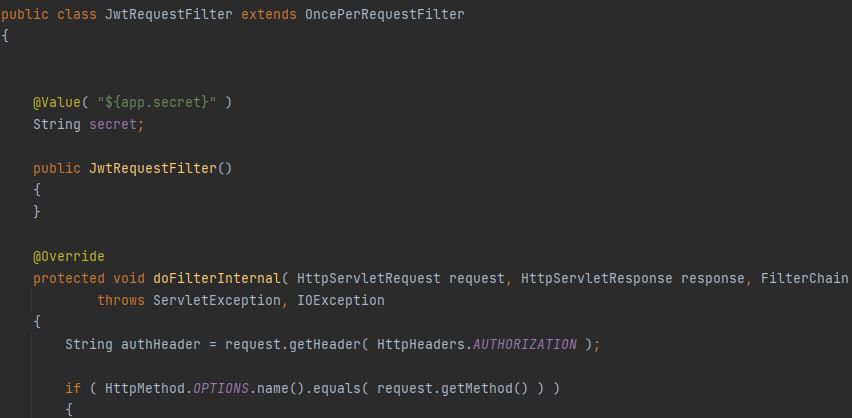 public class JwtRequestFilter extends OncePerRequestFilter
{
@Value( "${app.secret}" )
String secret;
public JwtRequestFilter()
{
}
@Override
protected void doFilterInternal( HttpServletRequest request, HttpServletResponse response, FilterChain
throws ServletException, IOException
{
String authHeader = request.getHeader( HttpHeaders.AUTHORIZATION );
if ( HttpMethod.OPTIONS.name().equals( request.getMethod() ) )
{